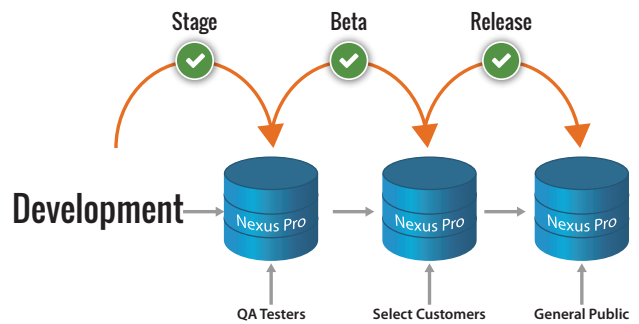 Stage
Beta
Release
Development
Nexus Pro
Nexus Pro
Nexus Pro
QA Testers
Select Customers
General Public